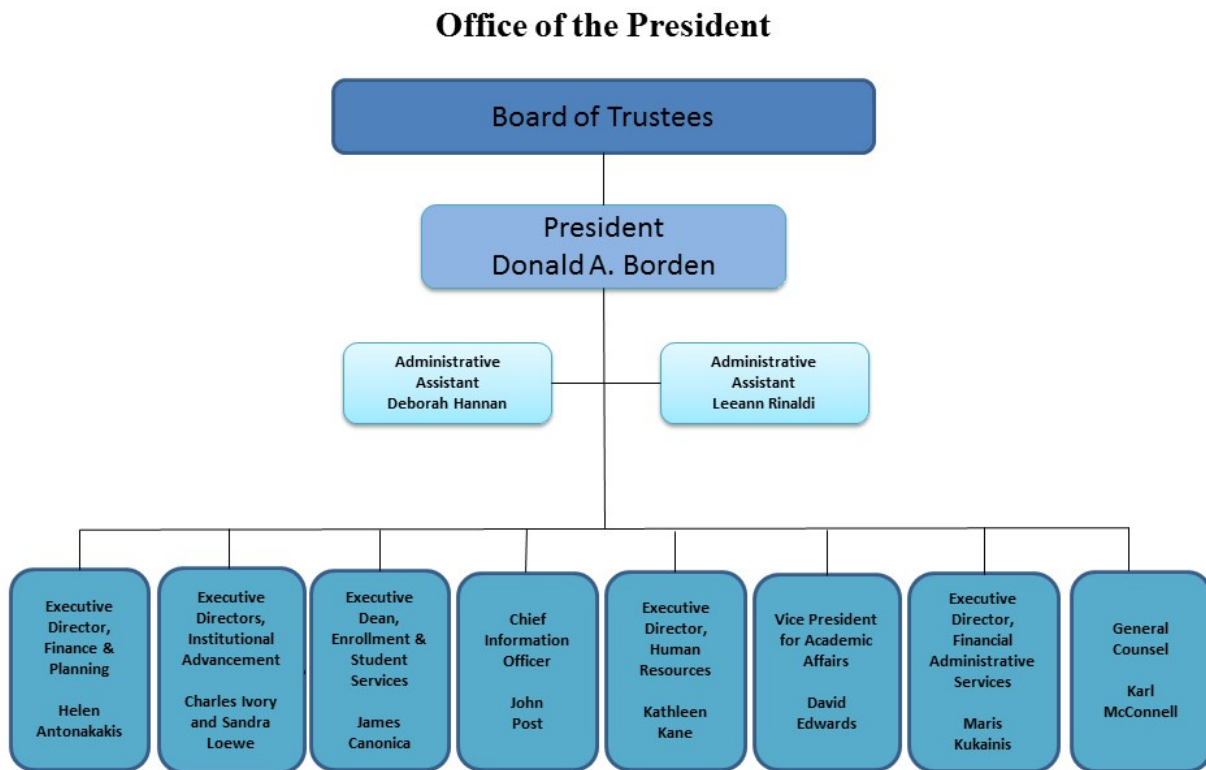 Office of the President
Board of Trustees
President
Donald A. Borden
Administrative
Assistant
Deborah Hannan
Administrative
Assistant
Leeann Rinaldi
Executive
Director,
Finance &
Planning
Helen
Antonakakis
Executive
Directors,
Institutional
Advancement
Charles Ivory
and Sandra
Loewe
Executive
Dean,
Enrollment &
Student
Services
James
Canonica
Chief
Information
Officer
John
Post
Executive
Director,
Human
Resources
Kathleen
Kane
Vice President
for Academic
Affairs
David
Edwards
Executive
Director,
Financial
Administrative
Services
Maris
Kukainis
General
Counsel
Karl
McConnell